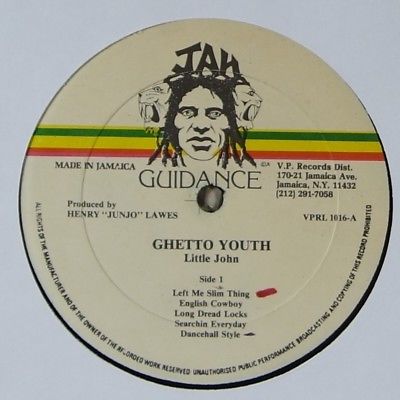 JAH
GUIDANCE
MADE IN JAMAICA
V.P. Records Dist.
170-21 Jamaica Ave.
Jamaica, N.Y. 11432
(212) 291-7058
Produced by
HENRY "JUNJO" LAWES
VPRL 1016-A
GHETTO YOUTH
Little John
Side 1
Left Me Slim Thing
English Cowboy
Long Dread Locks
Searchin Everyday
Dancehall Style
ALL RIGHTS OF THE MANUFACTURER AND OF THE OWNER OF THE RECORDED WORK RESERVED UNAUTHORISED PUBLIC PERFORMANCE BROADCASTING AND COPYING OF THIS RECORD PROHIBITED